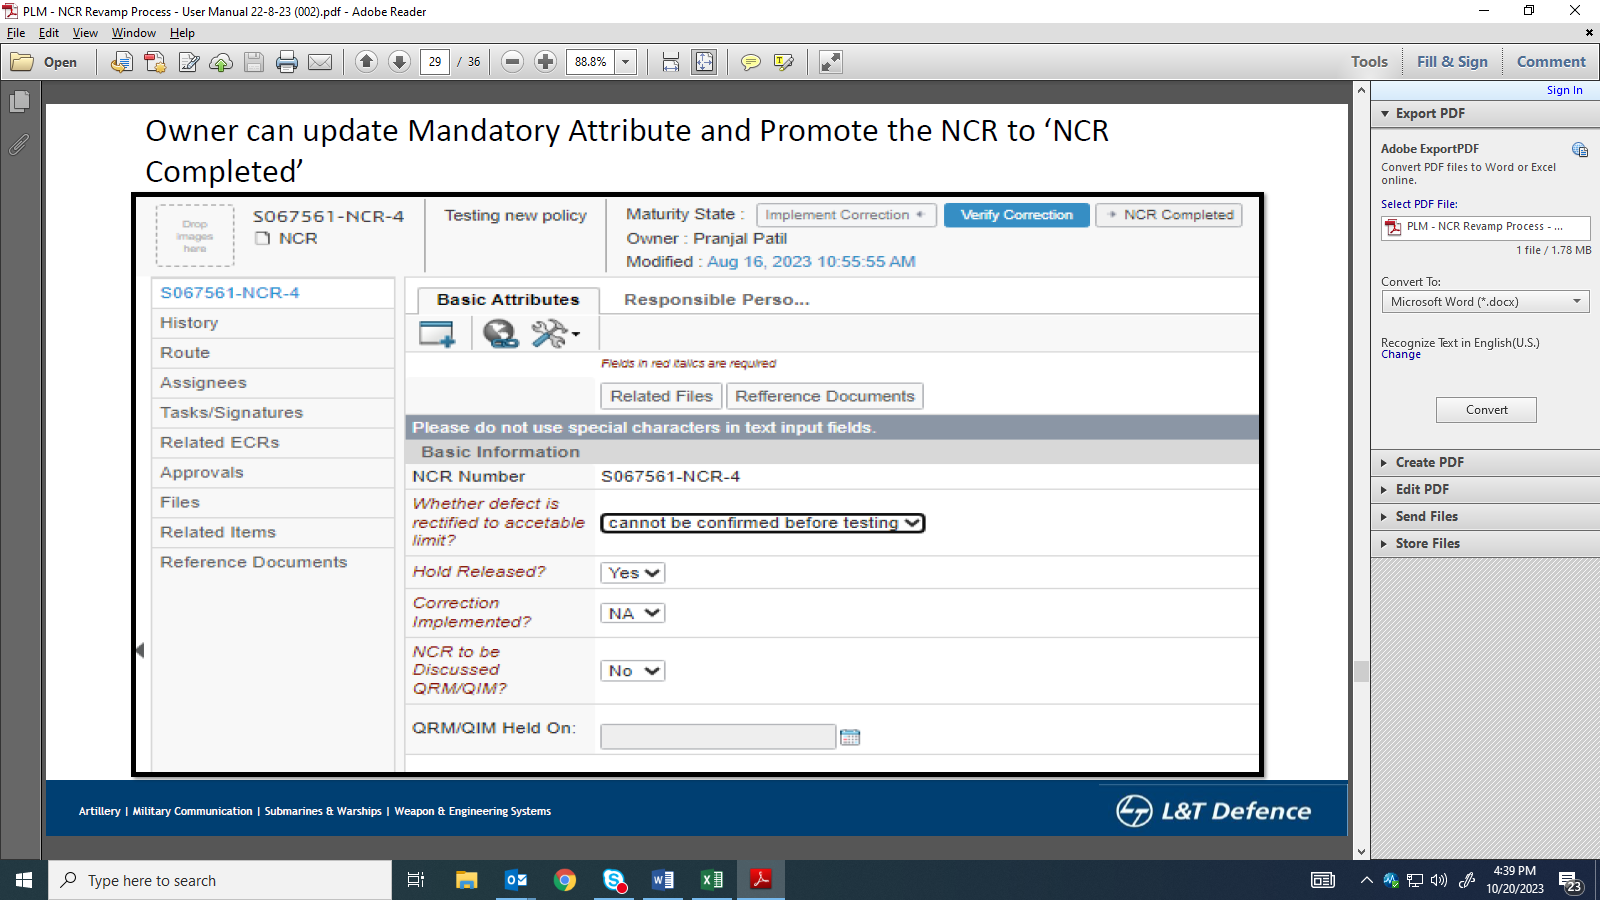 PLM - NCR Revamp Process - User Manual 22-8-23 (002).pdf - Adobe Reader
File Edit View Window Help
Open 29 / 36 88.8% Tools Fill & Sign Comment
Sign In
Export PDF
Adobe ExportPDF
Convert PDF files to Word or Excel
online.
Select PDF File:
PLM - NCR Revamp Process - ...
1 file / 1.78 MB
Convert To:
Microsoft Word (*.docx)
Recognize Text in English(U.S.)
Change
Convert
Create PDF
Edit PDF
Send Files
Store Files
Owner can update Mandatory Attribute and Promote the NCR to ‘NCR
Completed’
Drop
images
here
S067561-NCR-4
NCR
Testing new policy
Maturity State : Implement Correction Verify Correction NCR Completed
Owner : Pranjal Patil
Modified : Aug 16, 2023 10:55:55 AM
S067561-NCR-4
History
Route
Assignees
Tasks/Signatures
Related ECRs
Approvals
Files
Related Items
Reference Documents
Basic Attributes Responsible Perso...
Fields in red italics are required
Related Files Refference Documents
Please do not use special characters in text input fields.
Basic Information
NCR Number S067561-NCR-4
Whether defect is
rectified to accetable
limit?
cannot be confirmed before testing
Hold Released? Yes
Correction
Implemented?
NA
NCR to be
Discussed
QRM/QIM?
No
QRM/QIM Held On:
Artillery | Military Communication | Submarines & Warships | Weapon & Engineering Systems
L&T Defence
Type here to search
4:39 PM
10/20/2023
23